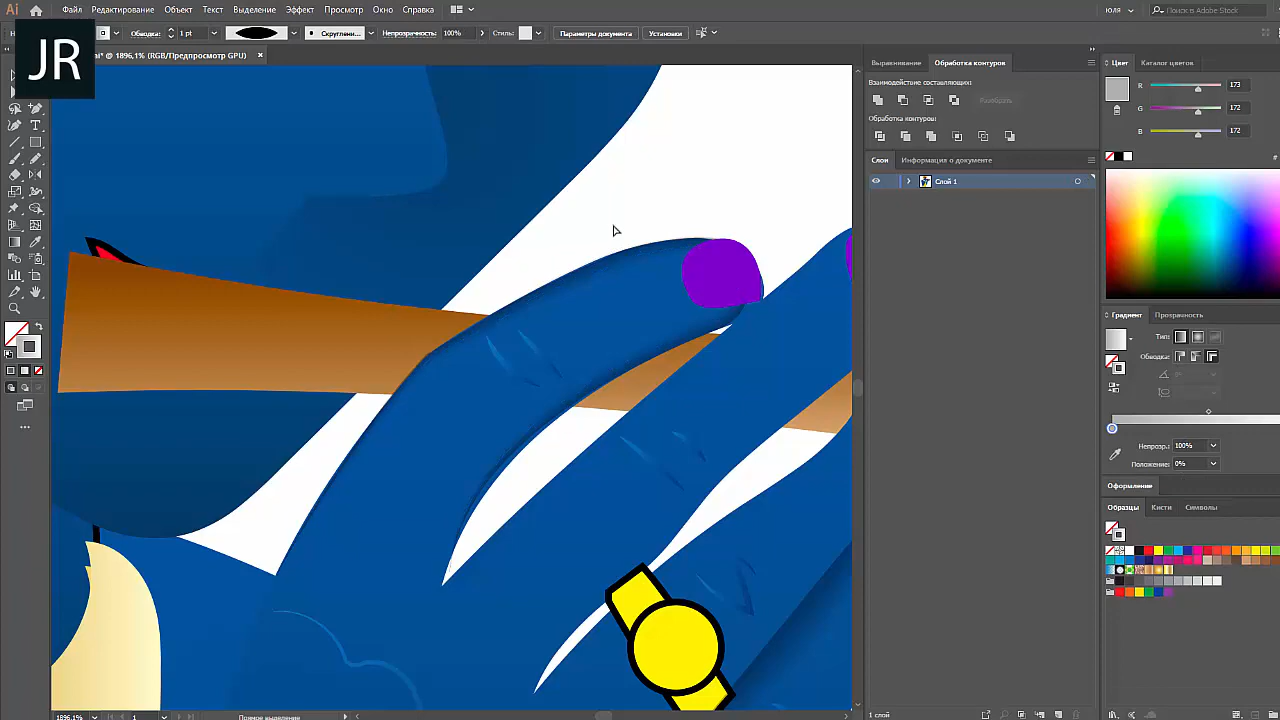 Ai Файл Редактирование Объект Текст Выделение Эффект Просмотр Окно Справка юля Поиск в Adobe Stock
Обводка: 1 pt Скруглен... Непрозрачность: 100% Стиль: Параметры документа Установки
JR
ai* @ 1896,1% (RGB/Предпросмотр GPU) ×
Выравнивание Обработка контуров Цвет Каталог цветов
Взаимодействие составляющих:
R 173
Разобрать
G 172
Обработка контуров:
B 172
#
Слои Информация о документе
Слой 1
Градиент Прозрачность
Тип:
Обводка:
Непрозр.: 100%
Положение: 0%
Оформление
Образцы Кисти Символы
1896,1% 1 Прямое выделение
1 слой